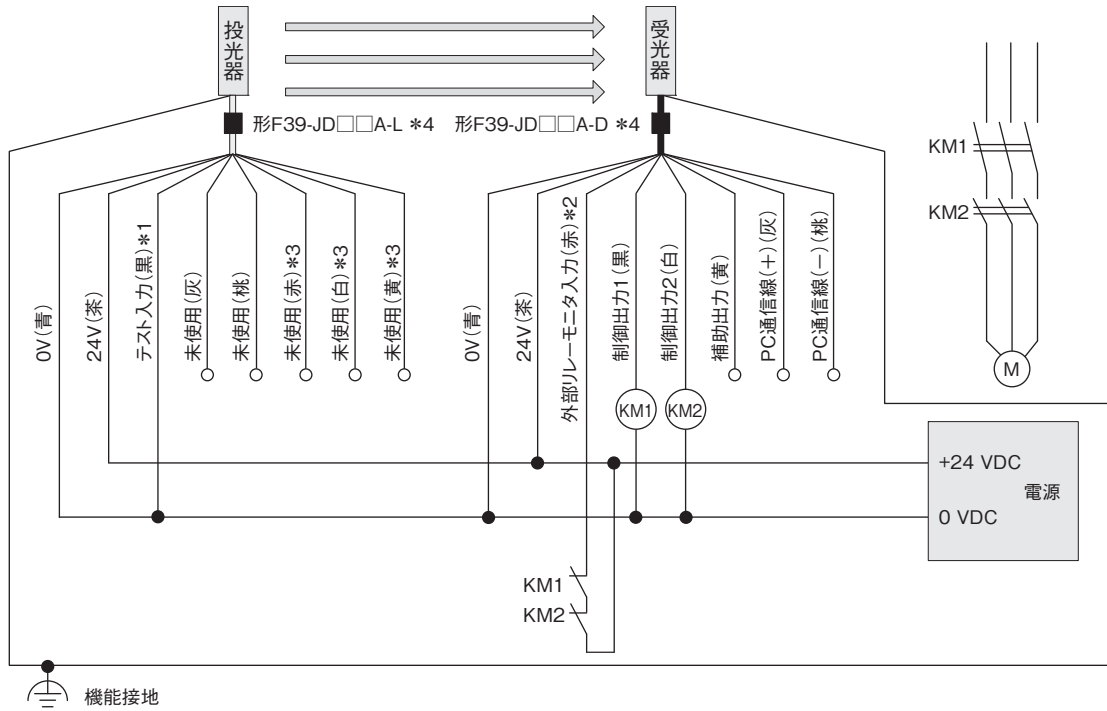 投光器
受光器
形F39-JD□□A-L *4
形F39-JD□□A-D *4
KM1
KM2
M
0V(青)
24V(茶)
テスト入力(黒)*1
未使用(灰)
未使用(桃)
未使用(赤)*3
未使用(白)*3
未使用(黄)*3
0V(青)
24V(茶)
外部リレーモニタ入力(赤)*2
制御出力1(黒)
制御出力2(白)
補助出力(黄)
PC通信線(+)(灰)
PC通信線(−)(桃)
KM1
KM2
+24 VDC
電源
0 VDC
KM1
KM2
機能接地